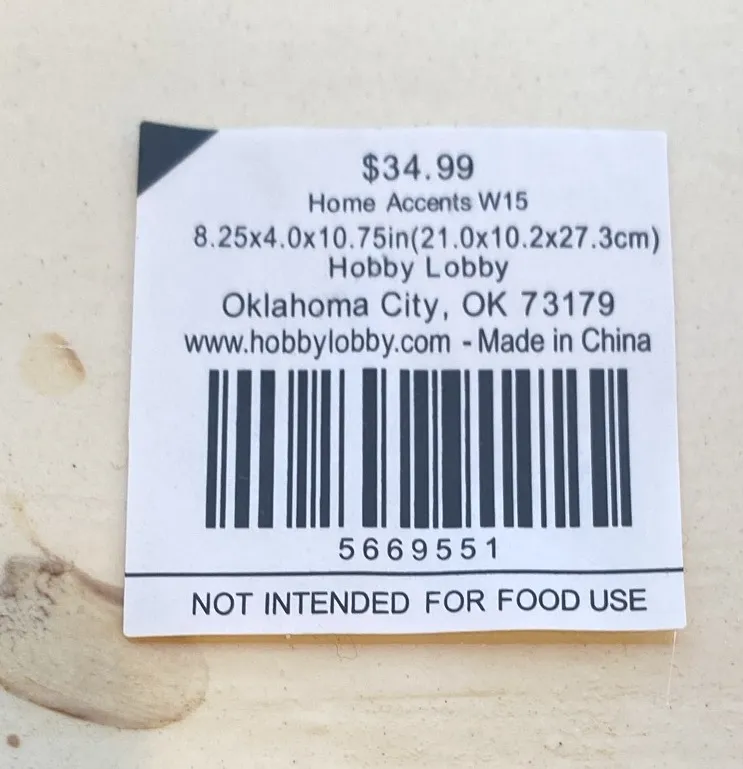 $34.99
Home Accents W15
8.25x4.0x10.75in(21.0x10.2x27.3cm)
Hobby Lobby
Oklahoma City, OK 73179
www.hobbylobby.com - Made in China
5669551
NOT INTENDED FOR FOOD USE